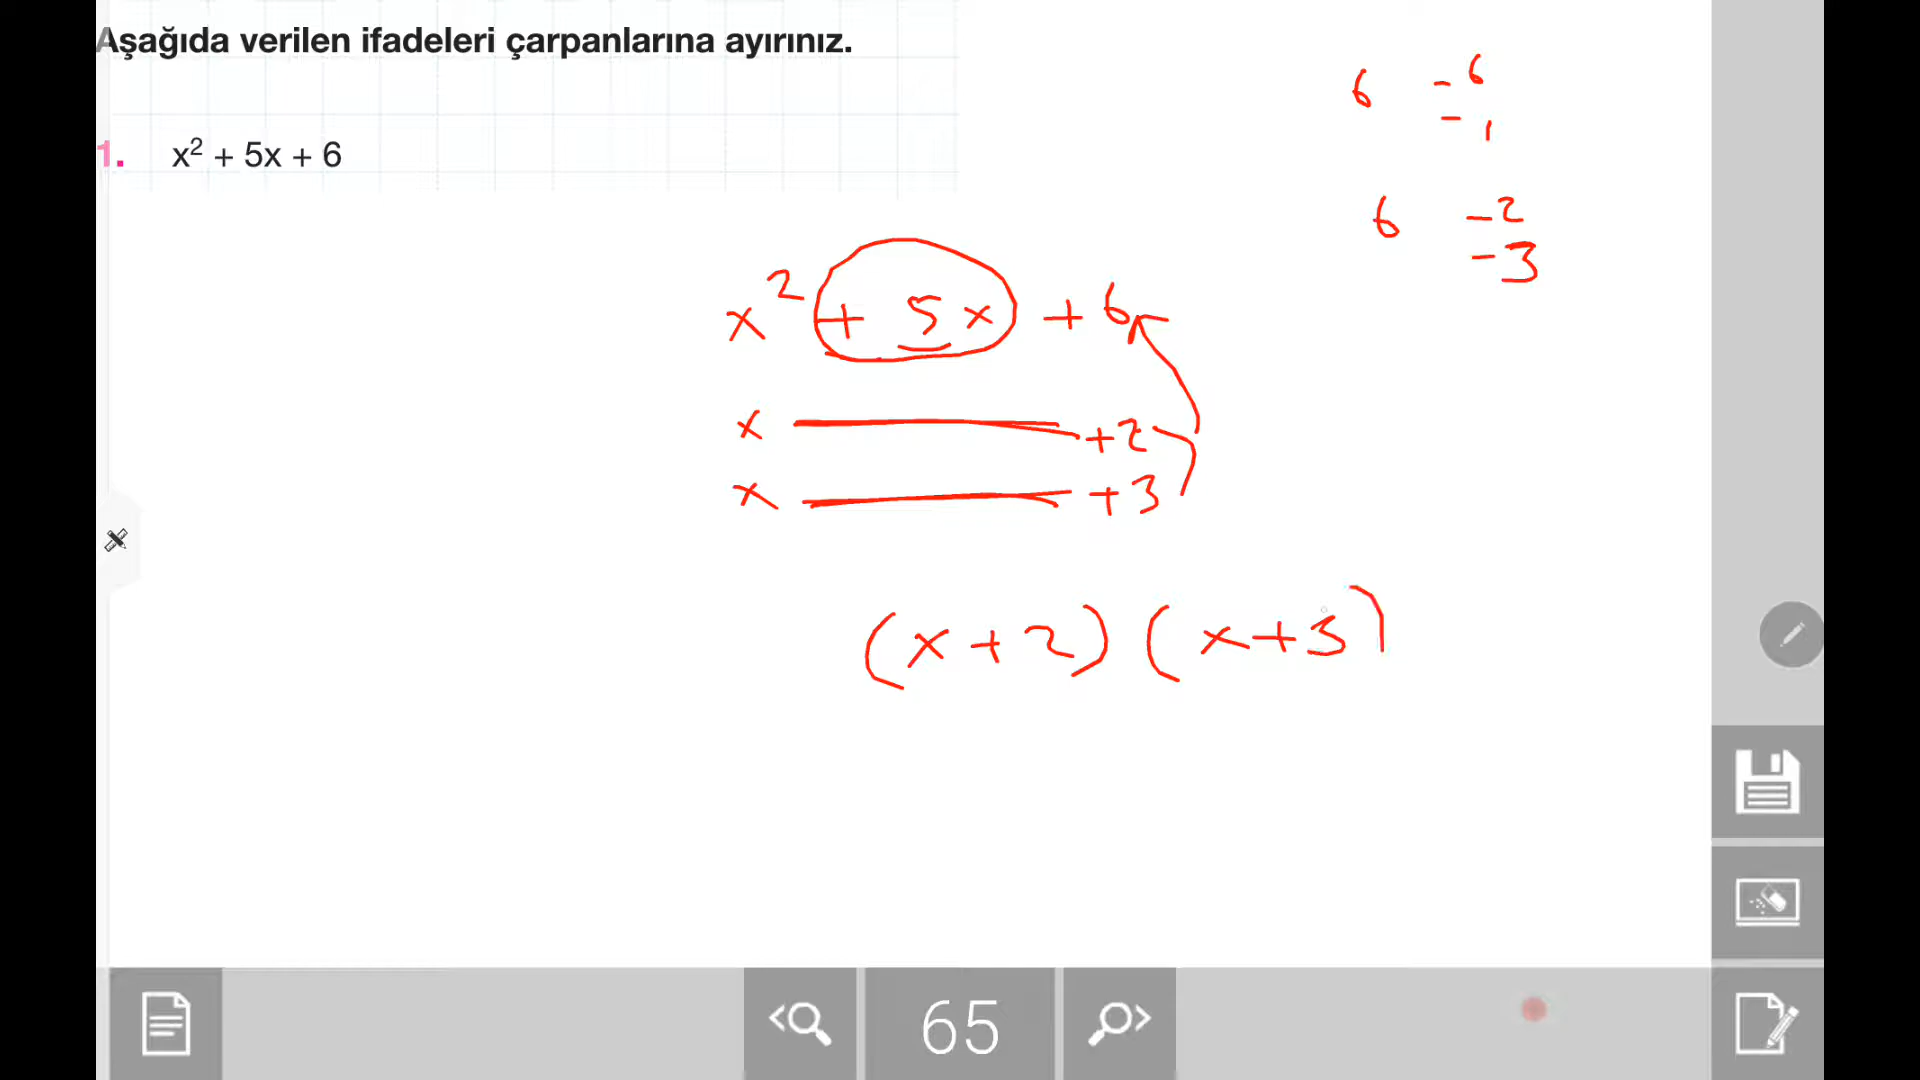 Aşağıda verilen ifadeleri çarpanlarına ayırınız.
1. x² + 5x + 6
6 -6
-1
6 -2
-3
x² + 5x + 6
x +2
x +3
(x+2) (x+3)
65